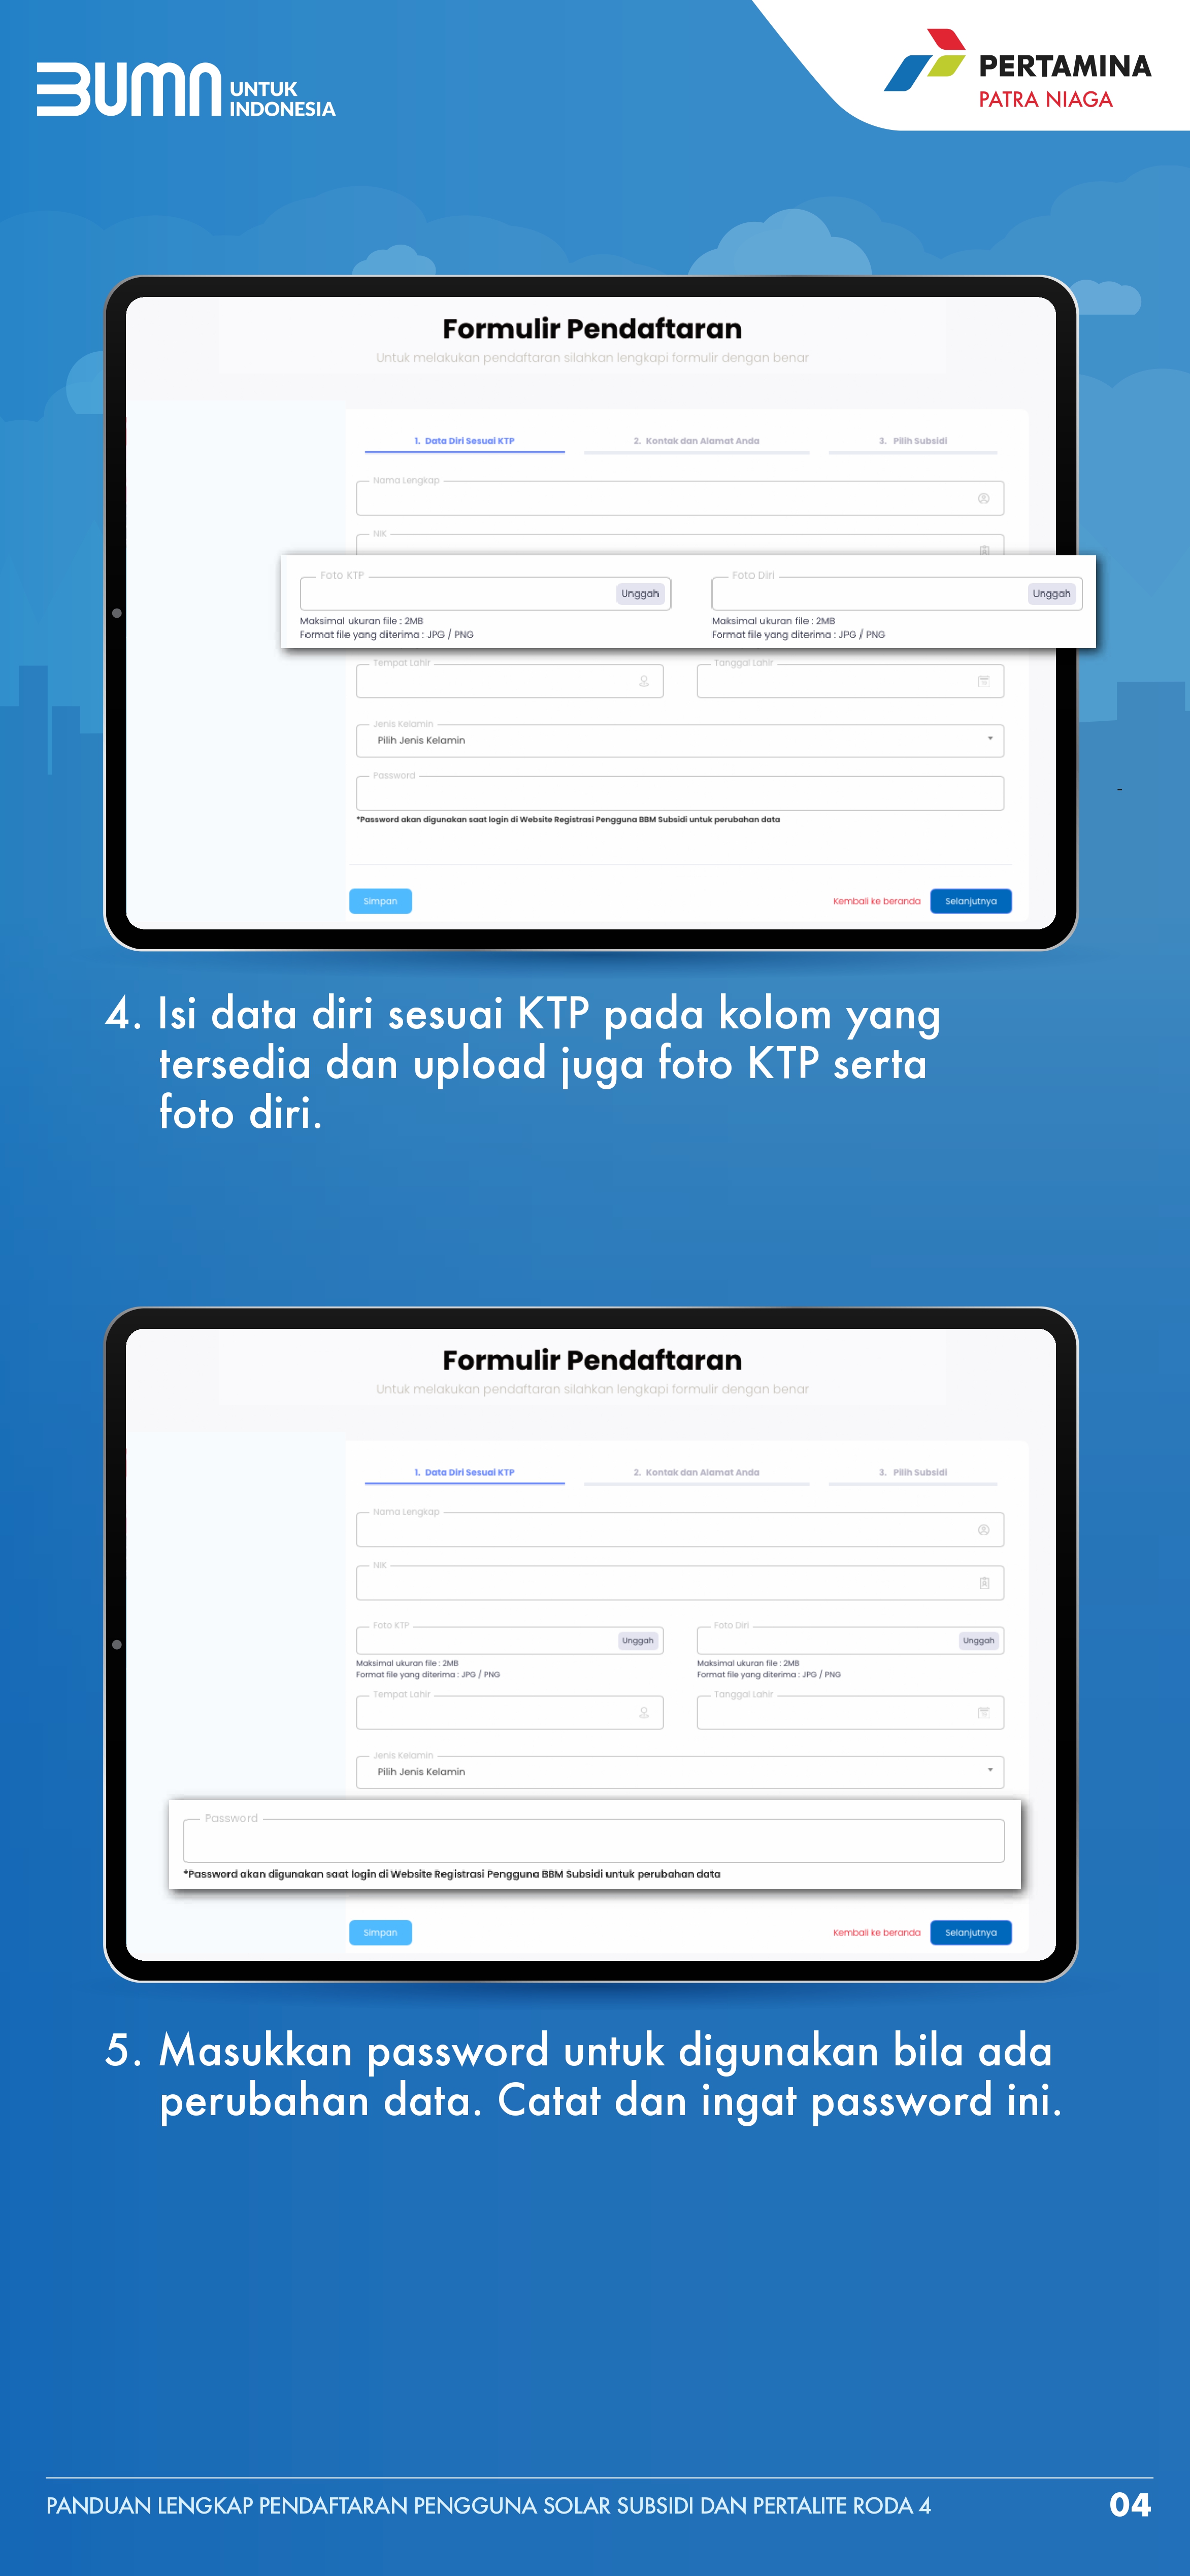 BUMN UNTUK
INDONESIA
PERTAMINA
PATRA NIAGA
Formulir Pendaftaran
Untuk melakukan pendaftaran silahkan lengkapi formulir dengan benar
1. Data Diri Sesuai KTP 2. Kontak dan Alamat Anda 3. Pilih Subsidi
Nama Lengkap
NIK
Foto KTP Foto Diri
Unggah Unggah
Maksimal ukuran file : 2MB Maksimal ukuran file : 2MB
Format file yang diterima : JPG / PNG Format file yang diterima : JPG / PNG
Tempat Lahir Tanggal Lahir
Jenis Kelamin
Pilih Jenis Kelamin
Password
*Password akan digunakan saat login di Website Registrasi Pengguna BBM Subsidi untuk perubahan data
Simpan Kembali ke beranda Selanjutnya
4. Isi data diri sesuai KTP pada kolom yang
tersedia dan upload juga foto KTP serta
foto diri.
Formulir Pendaftaran
Untuk melakukan pendaftaran silahkan lengkapi formulir dengan benar
1. Data Diri Sesuai KTP 2. Kontak dan Alamat Anda 3. Pilih Subsidi
Nama Lengkap
NIK
Foto KTP Foto Diri
Unggah Unggah
Maksimal ukuran file : 2MB Maksimal ukuran file : 2MB
Format file yang diterima : JPG / PNG Format file yang diterima : JPG / PNG
Tempat Lahir Tanggal Lahir
Jenis Kelamin
Pilih Jenis Kelamin
Password
*Password akan digunakan saat login di Website Registrasi Pengguna BBM Subsidi untuk perubahan data
Simpan Kembali ke beranda Selanjutnya
5. Masukkan password untuk digunakan bila ada
perubahan data. Catat dan ingat password ini.
PANDUAN LENGKAP PENDAFTARAN PENGGUNA SOLAR SUBSIDI DAN PERTALITE RODA 4 04